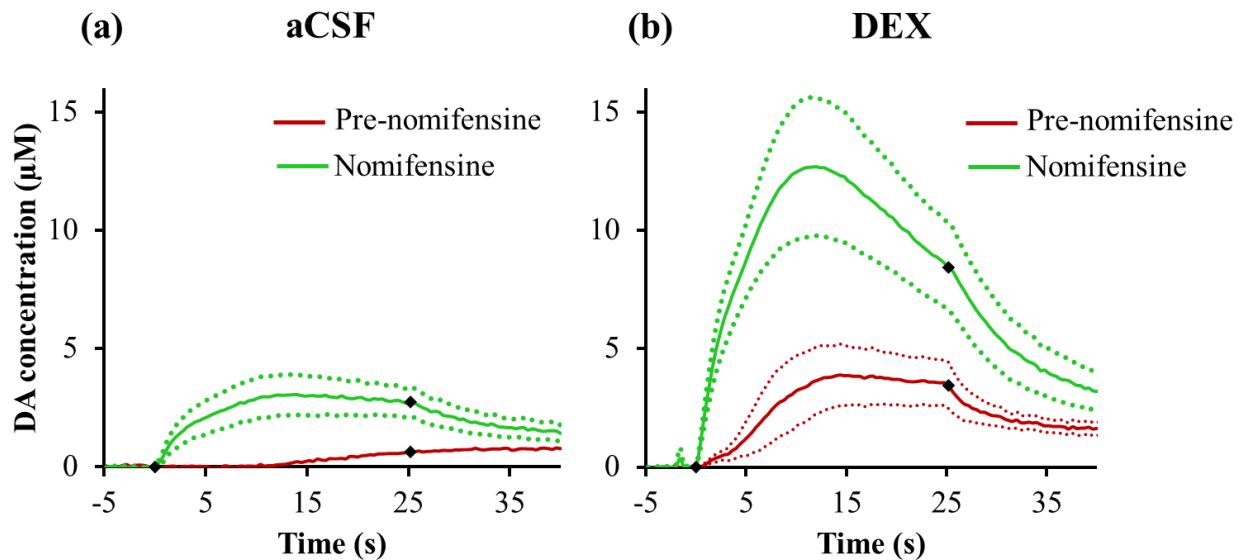 (a) aCSF
(b) DEX
DA concentration (µM)
15
10
5
0
Pre-nomifensine
Nomifensine
-5 5 15 25 35
Time (s)
15
10
5
0
Pre-nomifensine
Nomifensine
-5 5 15 25 35
Time (s)